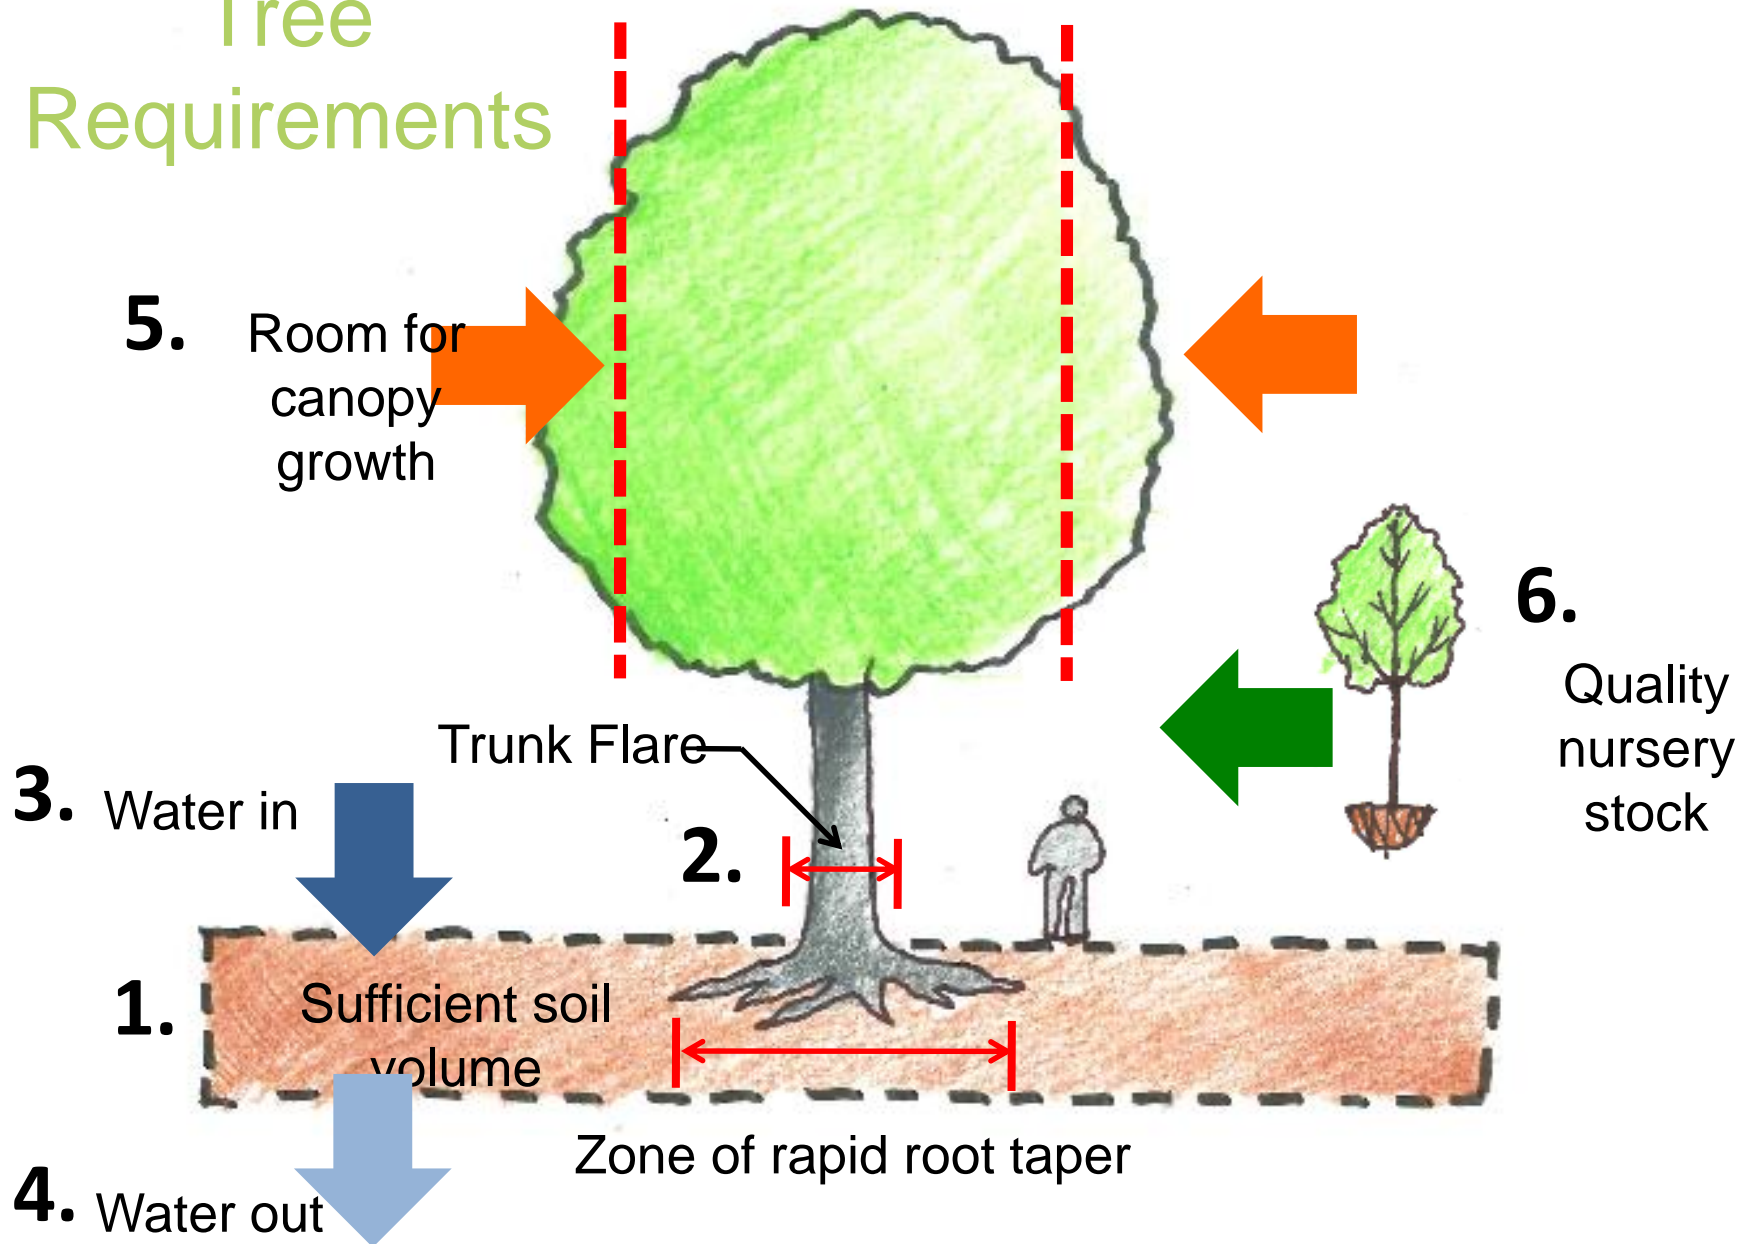 Tree
Requirements
5.
Room for
canopy
growth
6.
Quality
nursery
stock
Trunk Flare
3.
Water in
2.
1.
Sufficient soil
volume
Zone of rapid root taper
4.
Water out